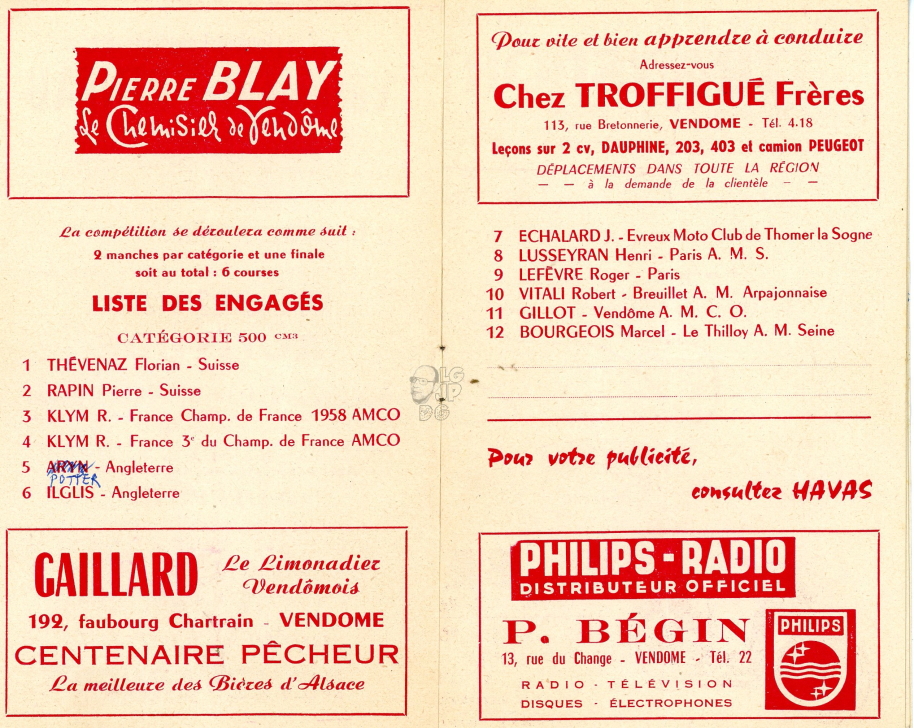 PIERRE BLAY
Le Chemisier de Vendôme
La compétition se déroulera comme suit :
2 manches par catégorie et une finale
soit au total : 6 courses
LISTE DES ENGAGÉS
CATÉGORIE 500 CM3
1 THÉVENAZ Florian - Suisse
2 RAPIN Pierre - Suisse
3 KLYM R. - France Champ. de France 1958 AMCO
4 KLYM R. - France 3e du Champ. de France AMCO
5 ARYN - Angleterre
POTTER
6 ILGLIS - Angleterre
GAILLARD Le Limonadier
Vendômois
192, faubourg Chartrain - VENDOME
CENTENAIRE PÊCHEUR
La meilleure des Bières d'Alsace
Pour vite et bien apprendre à conduire
Adressez-vous
Chez TROFFIGUÉ Frères
113, rue Bretonnerie, VENDOME - Tél. 4.18
Leçons sur 2 cv, DAUPHINE, 203, 403 et camion PEUGEOT
DÉPLACEMENTS DANS TOUTE LA RÉGION
— — à la demande de la clientèle — —
7 ECHALARD J. - Evreux Moto Club de Thomer la Sogne
8 LUSSEYRAN Henri - Paris A. M. S.
9 LEFÈVRE Roger - Paris
10 VITALI Robert - Breuillet A. M. Arpajonnaise
11 GILLOT - Vendôme A. M. C. O.
12 BOURGEOIS Marcel - Le Thilloy A. M. Seine
Pour votre publicité,
consultez HAVAS
PHILIPS-RADIO
DISTRIBUTEUR OFFICIEL
P. BÉGIN
13, rue du Change - VENDOME - Tél. 22
RADIO - TÉLÉVISION
DISQUES - ÉLECTROPHONES
PHILIPS
LG
JP
DG